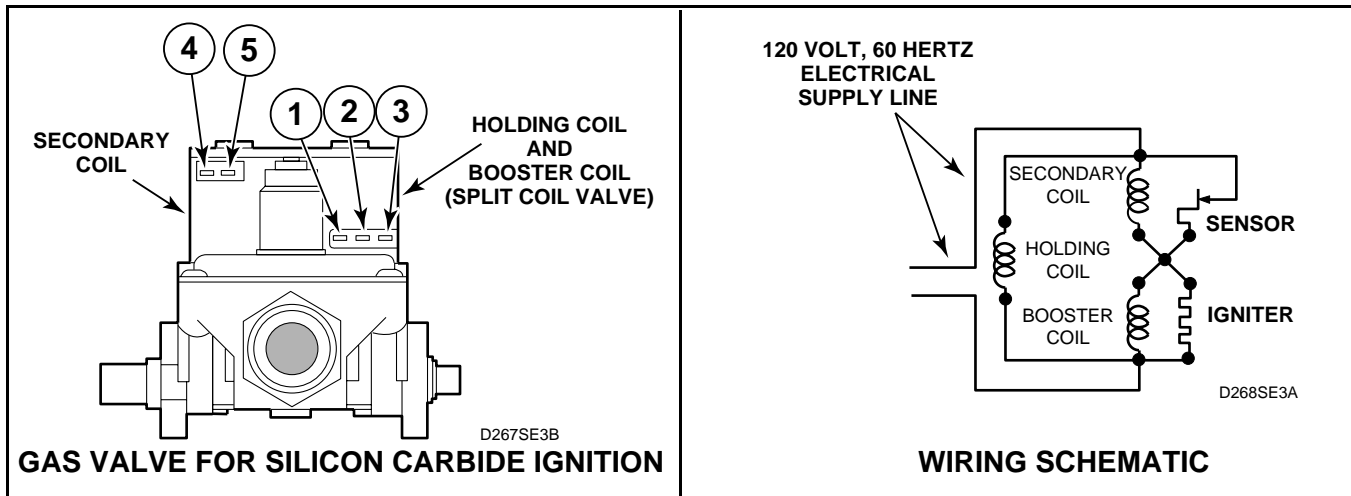 4
5
1
2
3
SECONDARY
COIL
HOLDING COIL
AND
BOOSTER COIL
(SPLIT COIL VALVE)
D267SE3B
GAS VALVE FOR SILICON CARBIDE IGNITION
120 VOLT, 60 HERTZ
ELECTRICAL
SUPPLY LINE
SECONDARY
COIL
SENSOR
HOLDING
COIL
BOOSTER
COIL
IGNITER
D268SE3A
WIRING SCHEMATIC